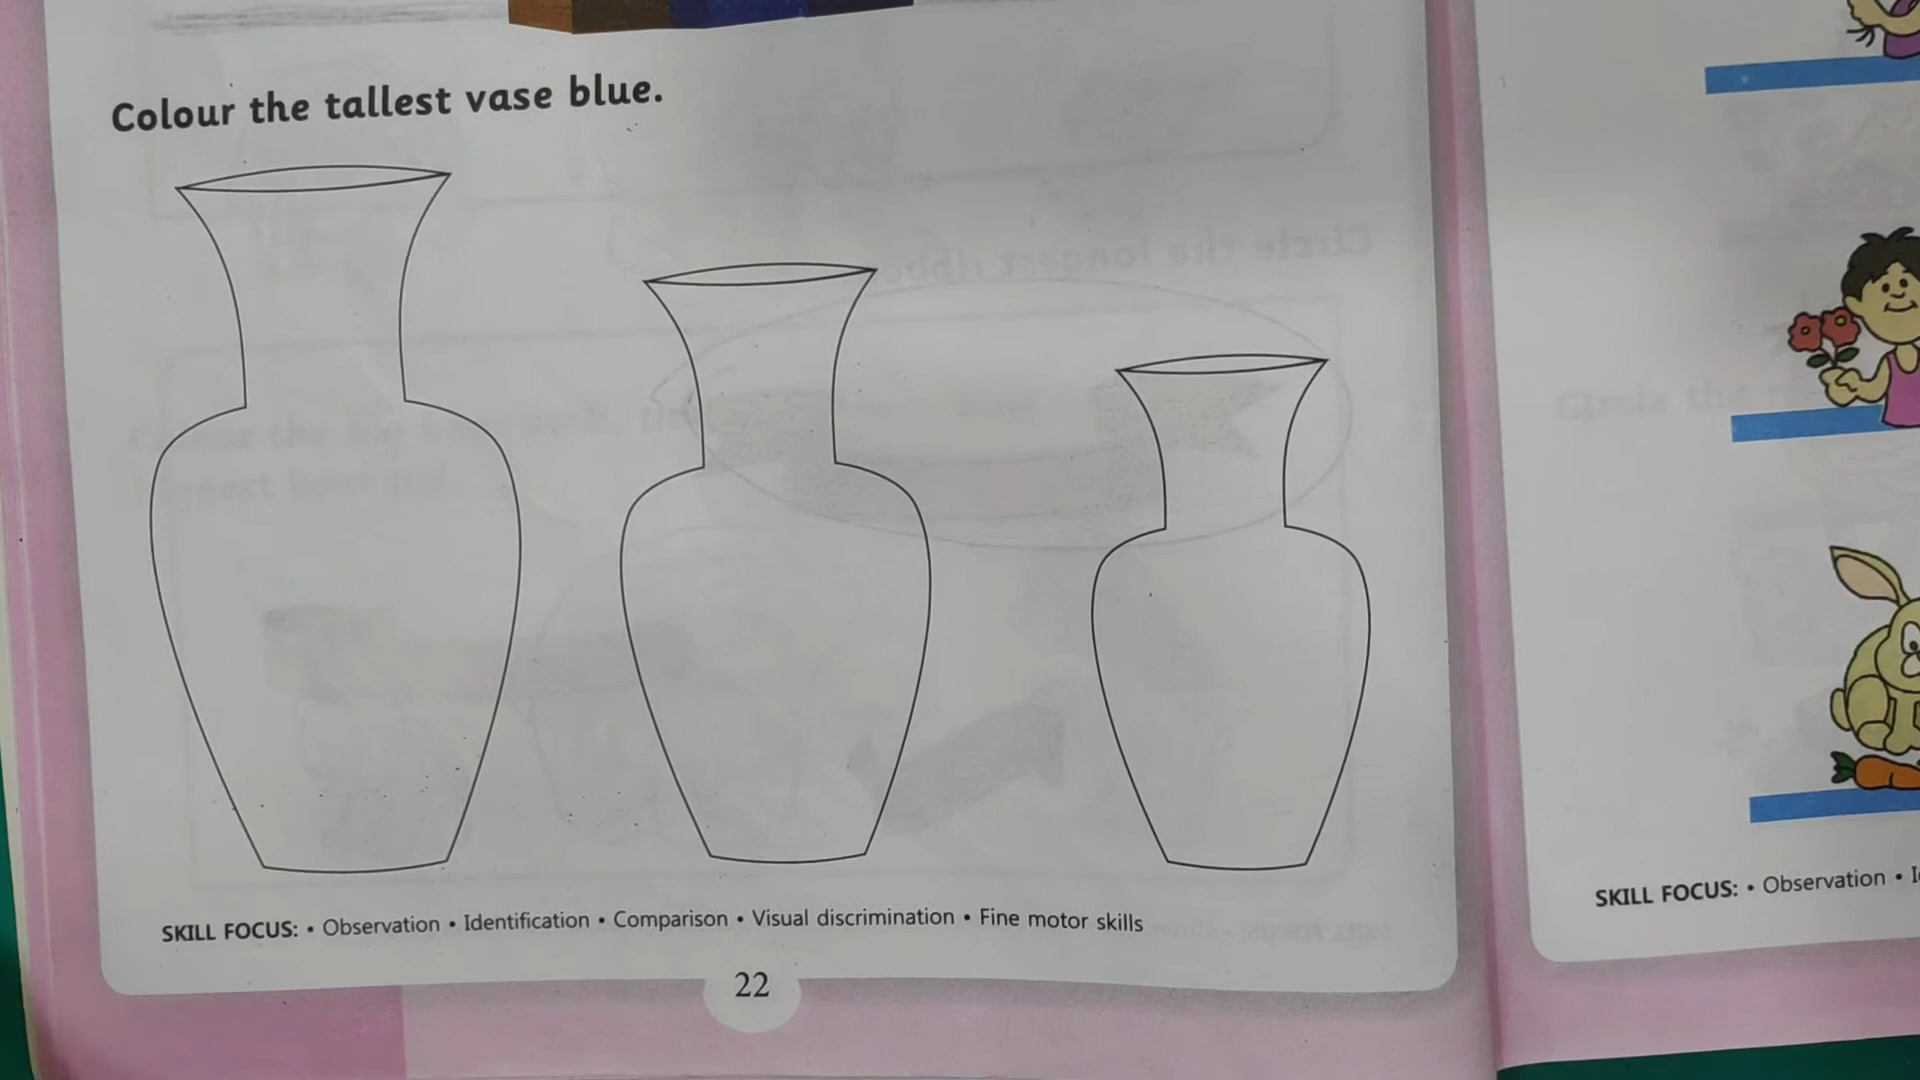 Colour the tallest vase blue.
SKILL FOCUS: • Observation • Identification • Comparison • Visual discrimination • Fine motor skills
22
SKILL FOCUS: • Observation •